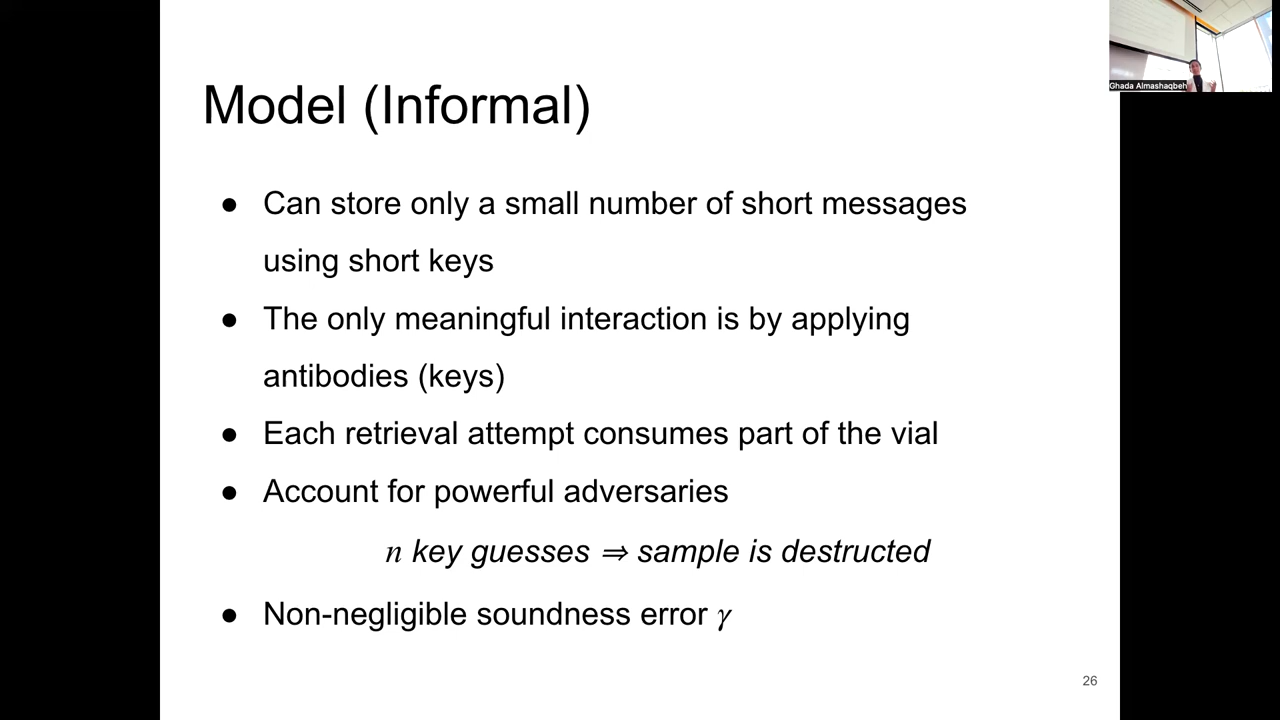 Ghada Almashaqbeh
Model (Informal)
● Can store only a small number of short messages
using short keys
● The only meaningful interaction is by applying
antibodies (keys)
● Each retrieval attempt consumes part of the vial
● Account for powerful adversaries
n key guesses ⇒ sample is destructed
● Non-negligible soundness error γ
26